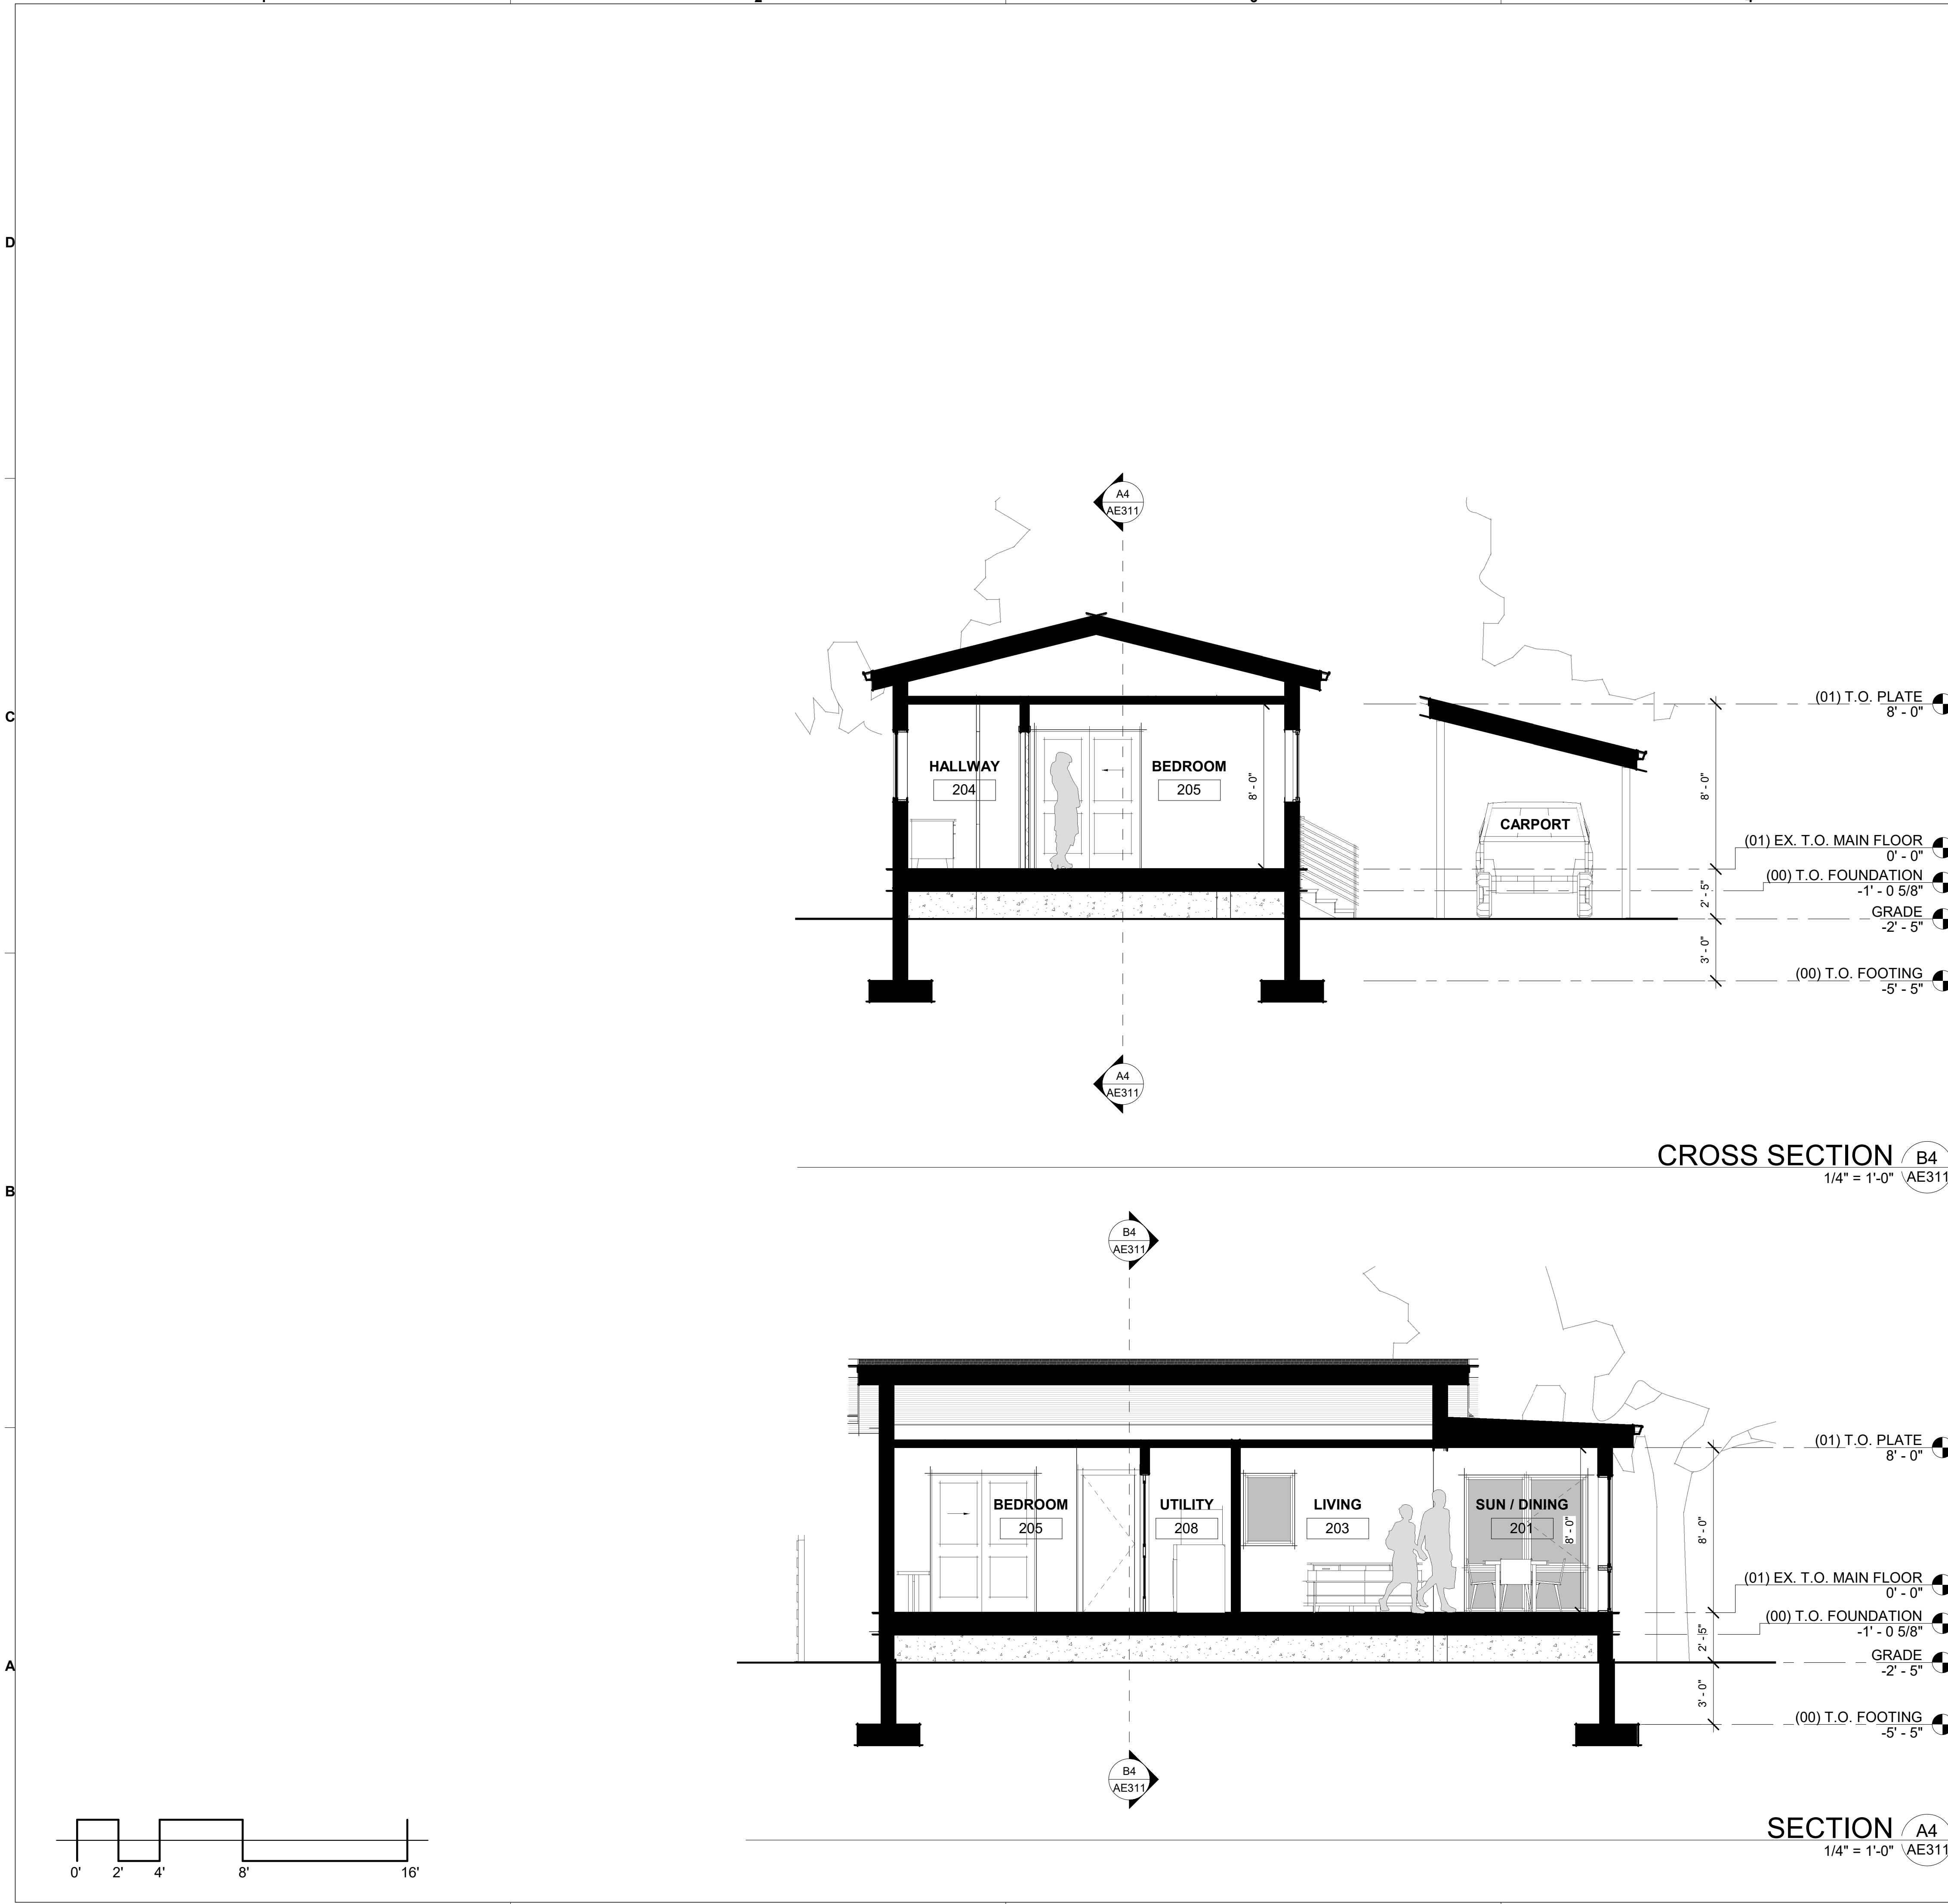 D
C
B
A
A4
AE311
HALLWAY
204
BEDROOM
205
8' - 0"
CARPORT
8' - 0"
2' - 5"
3' - 0"
(01) T.O. PLATE
8' - 0"
(01) EX. T.O. MAIN FLOOR
0' - 0"
(00) T.O. FOUNDATION
-1' - 0 5/8"
GRADE
-2' - 5"
(00) T.O. FOOTING
-5' - 5"
A4
AE311
CROSS SECTION
1/4" = 1'-0"
B4
AE311
B4
AE311
BEDROOM
205
UTILITY
208
LIVING
203
SUN / DINING
201
8' - 0"
8' - 0"
2' - 5"
3' - 0"
(01) T.O. PLATE
8' - 0"
(01) EX. T.O. MAIN FLOOR
0' - 0"
(00) T.O. FOUNDATION
-1' - 0 5/8"
GRADE
-2' - 5"
(00) T.O. FOOTING
-5' - 5"
B4
AE311
0' 2' 4' 8' 16'
SECTION
1/4" = 1'-0"
A4
AE311